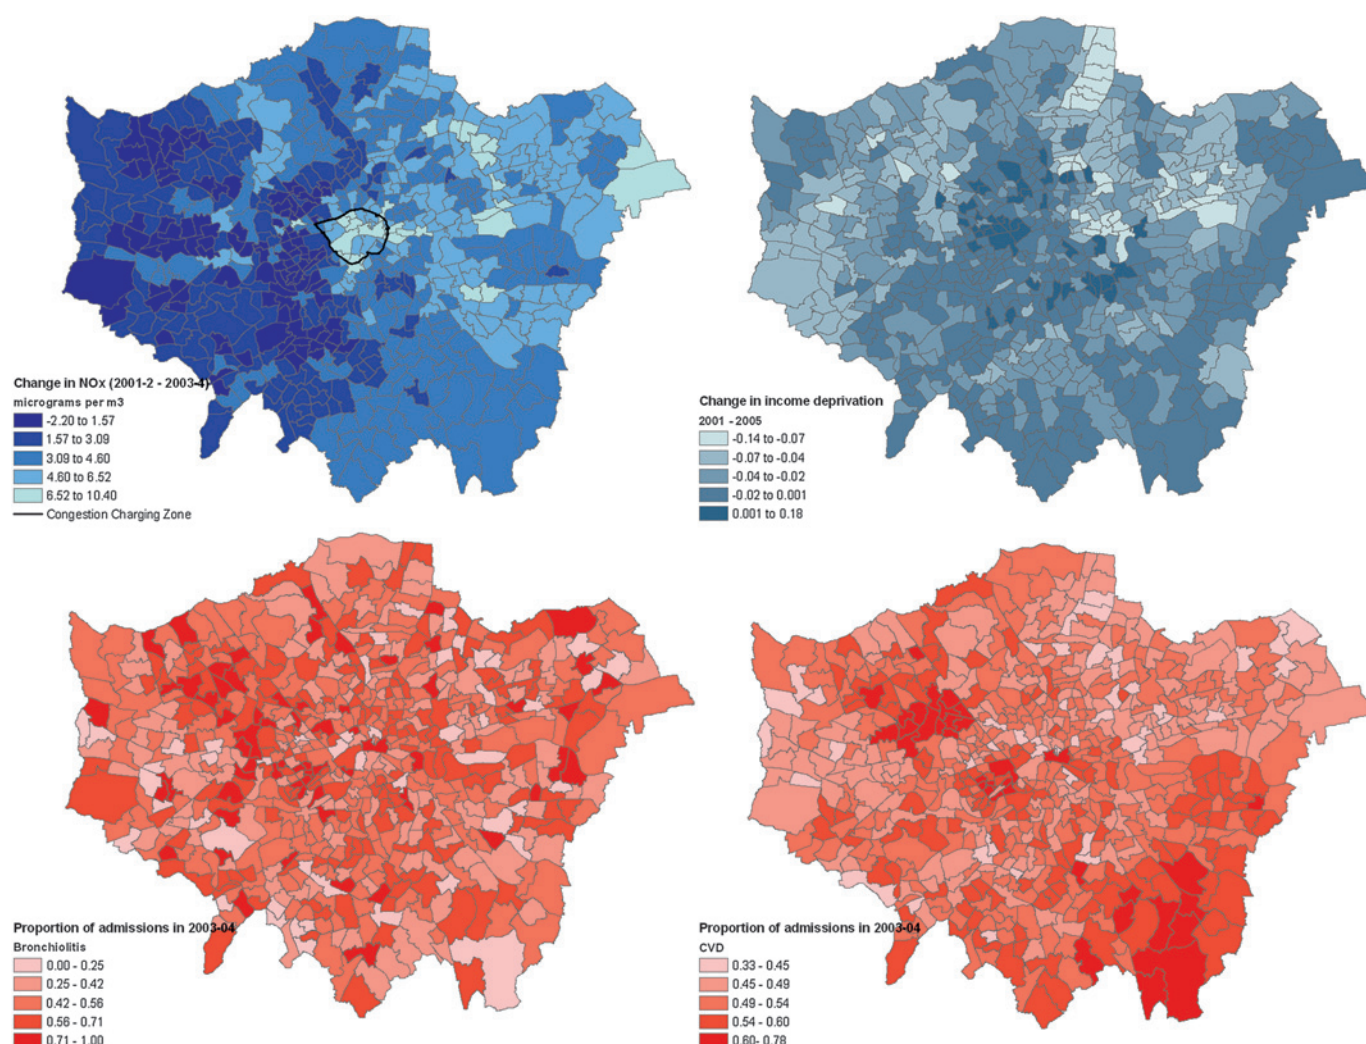 Change in NOx (2001-2 - 2003-4)
micrograms per m3
-2.20 to 1.57
1.57 to 3.09
3.09 to 4.60
4.60 to 6.52
6.52 to 10.40
Congestion Charging Zone
Change in income deprivation
2001 - 2005
-0.14 to -0.07
-0.07 to -0.04
-0.04 to -0.02
-0.02 to 0.001
0.001 to 0.18
Proportion of admissions in 2003-04
Bronchiolitis
0.00 - 0.25
0.25 - 0.42
0.42 - 0.56
0.56 - 0.71
0.71 - 1.00
Proportion of admissions in 2003-04
CVD
0.33 - 0.45
0.45 - 0.49
0.49 - 0.54
0.54 - 0.60
0.60- 0.78